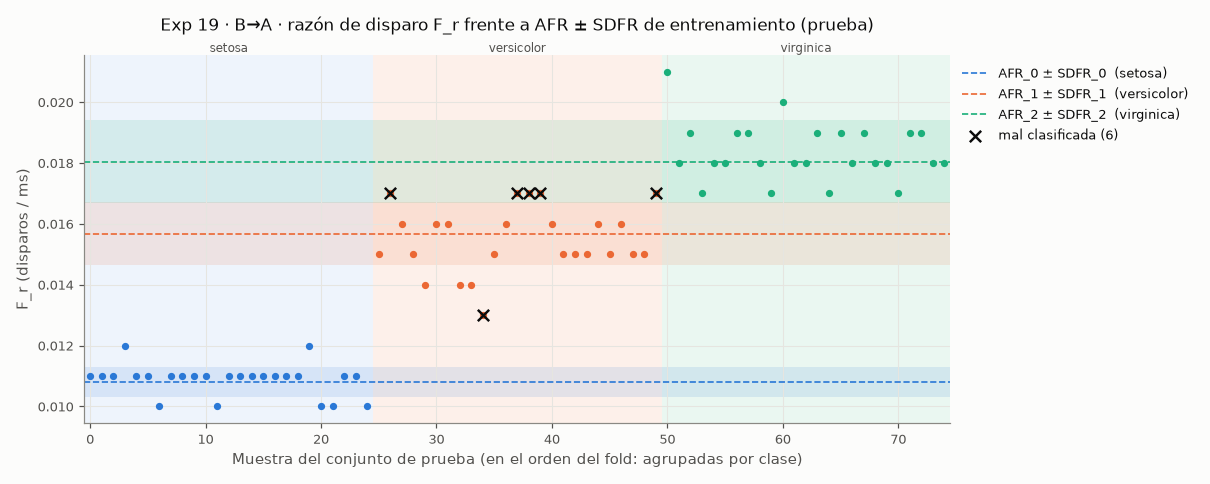 Exp 19 · B→A · razón de disparo F_r frente a AFR ± SDFR de entrenamiento (prueba)
setosa versicolor virginica
AFR_0 ± SDFR_0 (setosa)
AFR_1 ± SDFR_1 (versicolor)
AFR_2 ± SDFR_2 (virginica)
mal clasificada (6)
F_r (disparos / ms)
0.020
0.018
0.016
0.014
0.012
0.010
0 10 20 30 40 50 60 70
Muestra del conjunto de prueba (en el orden del fold: agrupadas por clase)